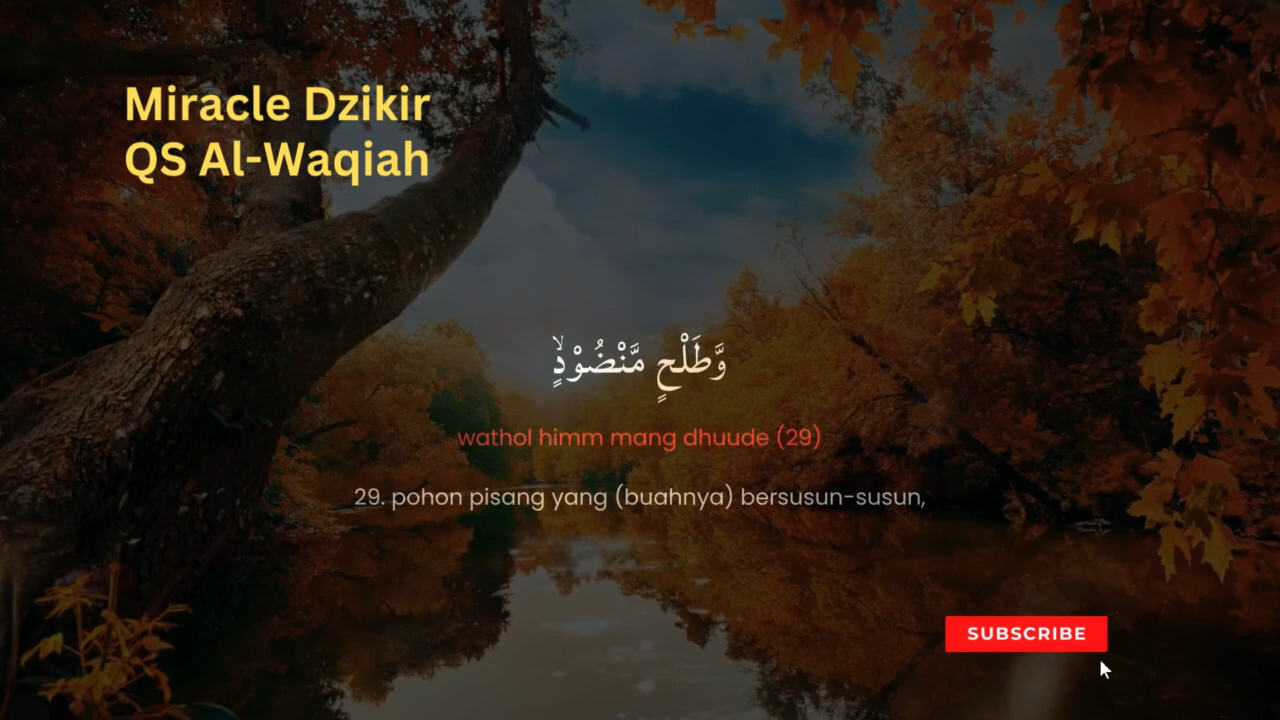 Miracle Dzikir
QS Al-Waqiah
وَّطَلْحٍ مَّنْضُوْدٍۙ
wathol himm mang dhuude (29)
29. pohon pisang yang (buahnya) bersusun-susun,
SUBSCRIBE